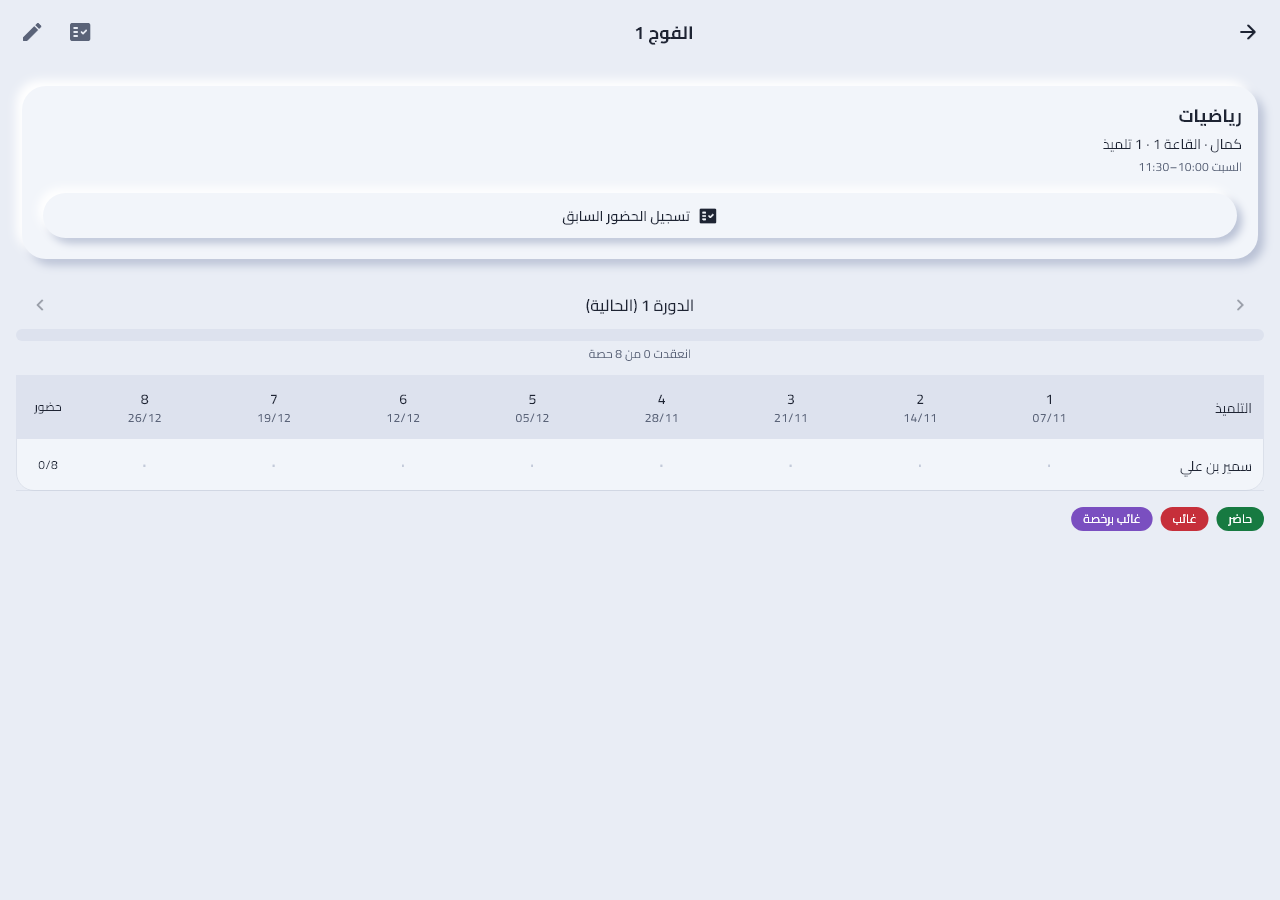 الفوج 1
رياضيات
كمال · القاعة 1 · 1 تلميذ
السبت 10:00–11:30
تسجيل الحضور السابق
الدورة 1 (الحالية)
انعقدت 0 من 8 حصة
التلميذ 1 2 3 4 5 6 7 8 حضور
07/11 14/11 21/11 28/11 05/12 12/12 19/12 26/12
سمير بن علي · · · · · · · · 0/8
حاضر غائب غائب برخصة